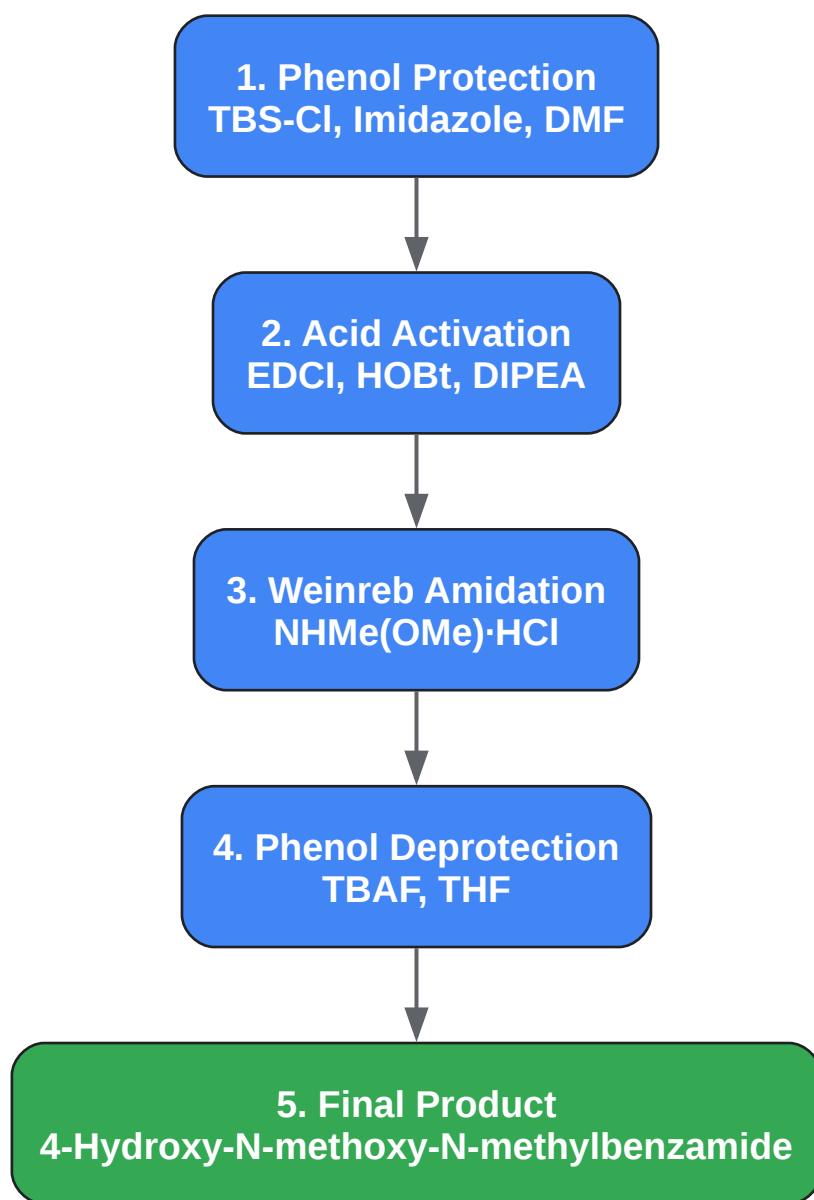 1. Phenol Protection
TBS-Cl, Imidazole, DMF
2. Acid Activation
EDCI, HOBt, DIPEA
3. Weinreb Amidation
NHMe(OMe)·HCl
4. Phenol Deprotection
TBAF, THF
5. Final Product
4-Hydroxy-N-methoxy-N-methylbenzamide